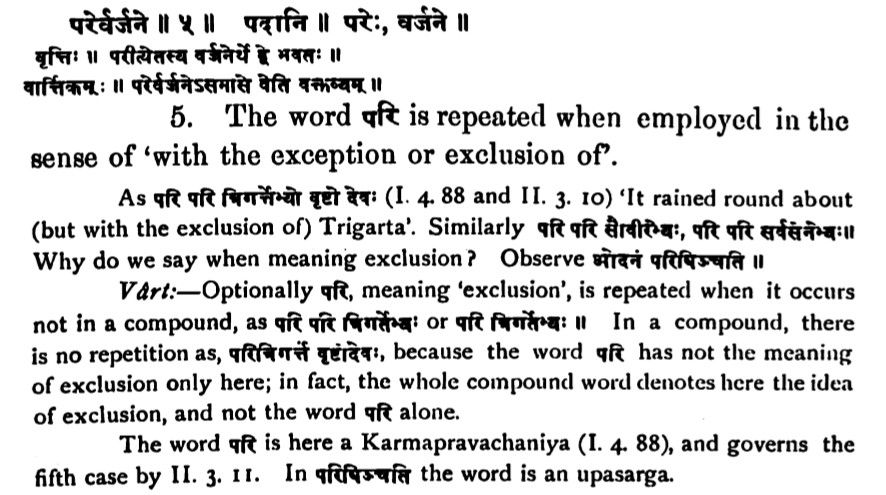 परेर्वर्जने ॥ ५ ॥ पदानि ॥ परेः, वर्जने ॥
वृत्तिः ॥ परीत्येतस्य वर्जनेर्थे द्वे भवतः ॥
वार्त्तिकम्ः ॥ परेर्वर्जनेऽसमासे वेति वक्तव्यम् ॥
5. The word परि is repeated when employed in the
sense of ‘with the exception or exclusion of’.
As परि परि त्रिगर्त्तेभ्यो वृष्टो देवः (I. 4. 88 and II. 3. 10) ‘It rained round about
(but with the exclusion of) Trigarta’. Similarly परि परि सौवीरेभ्यः, परि परि सर्वसेनेभ्यः॥
Why do we say when meaning exclusion? Observe ओदनं परिषिञ्चति ॥
Vârt:—Optionally परि, meaning ‘exclusion’, is repeated when it occurs
not in a compound, as परि परि त्रिगर्तेभ्यः or परि त्रिगर्तेभ्यः ॥ In a compound, there
is no repetition as, परित्रिगर्त्तं वृष्टोदेवः, because the word परि has not the meaning
of exclusion only here; in fact, the whole compound word denotes here the idea
of exclusion, and not the word परि alone.
The word परि is here a Karmapravachaniya (I. 4. 88), and governs the
fifth case by II. 3. 11. In परिषिञ्चति the word is an upasarga.